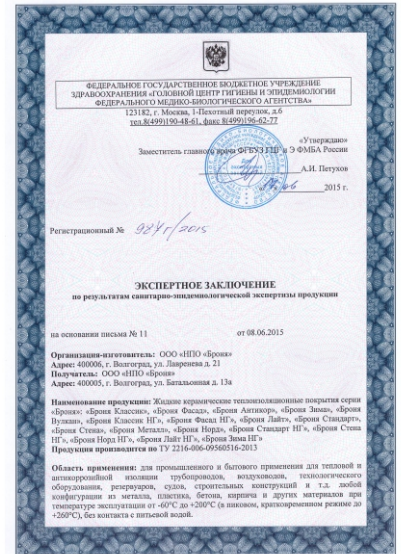 ФЕДЕРАЛЬНОЕ ГОСУДАРСТВЕННОЕ БЮДЖЕТНОЕ УЧРЕЖДЕНИЕ
ЗДРАВООХРАНЕНИЯ «ГОЛОВНОЙ ЦЕНТР ГИГИЕНЫ И ЭПИДЕМИОЛОГИИ
ФЕДЕРАЛЬНОГО МЕДИКО-БИОЛОГИЧЕСКОГО АГЕНТСТВА»
123182, г. Москва, 1-Пехотный переулок, д.6
тел.8(499)190-48-61, факс 8(499)196-62-77
«Утверждаю»
Заместитель главного врача ФГБУЗ ГЦГ и Э ФМБА России
А.И. Петухов
06 2015 г.
Регистрационный № 924г/2015
ЭКСПЕРТНОЕ ЗАКЛЮЧЕНИЕ
по результатам санитарно-эпидемиологической экспертизы продукции
на основании письма № 11 от 08.06.2015
Организация-изготовитель: ООО «НПО «Броня»
Адрес: 400006, г. Волгоград, ул. Лавренева д. 21
Получатель: ООО «НПО «Броня»
Адрес: 400005, г. Волгоград, ул. Батальонная д. 13а
Наименование продукции: Жидкие керамические теплоизоляционные покрытия серии
«Броня»: «Броня Классик», «Броня Фасад», «Броня Антикор», «Броня Зима», «Броня
Вулкан», «Броня Классик НГ», «Броня Фасад НГ», «Броня Лайт», «Броня Стандарт»,
«Броня Стена», «Броня Металл», «Броня Норд», «Броня Стандарт НГ», «Броня Стена
НГ», «Броня Норд НГ», «Броня Лайт НГ», «Броня Зима НГ»
Продукция производится по ТУ 2216-006-09560516-2013
Область применения: для промышленного и бытового применения для тепловой и
антикоррозийной изоляции трубопроводов, воздуховодов, технологического
оборудования, резервуаров, судов, строительных конструкций и т.д. любой
конфигурации из металла, пластика, бетона, кирпича и других материалов при
температуре эксплуатации от -60°С до +200°С (в пиковом, кратковременном режиме до
+260°С), без контакта с питьевой водой.